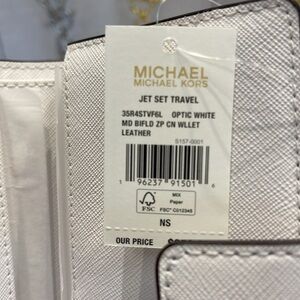 MICHAEL
MICHAEL KORS
JET SET TRAVEL
35R4STVF6L OPTIC WHITE
MD BIFLD ZP CN WLLET
LEATHER
S157-0001
1 96237 91501 6
MIX
Paper
FSC FSC® C012345
NS
OUR PRICE